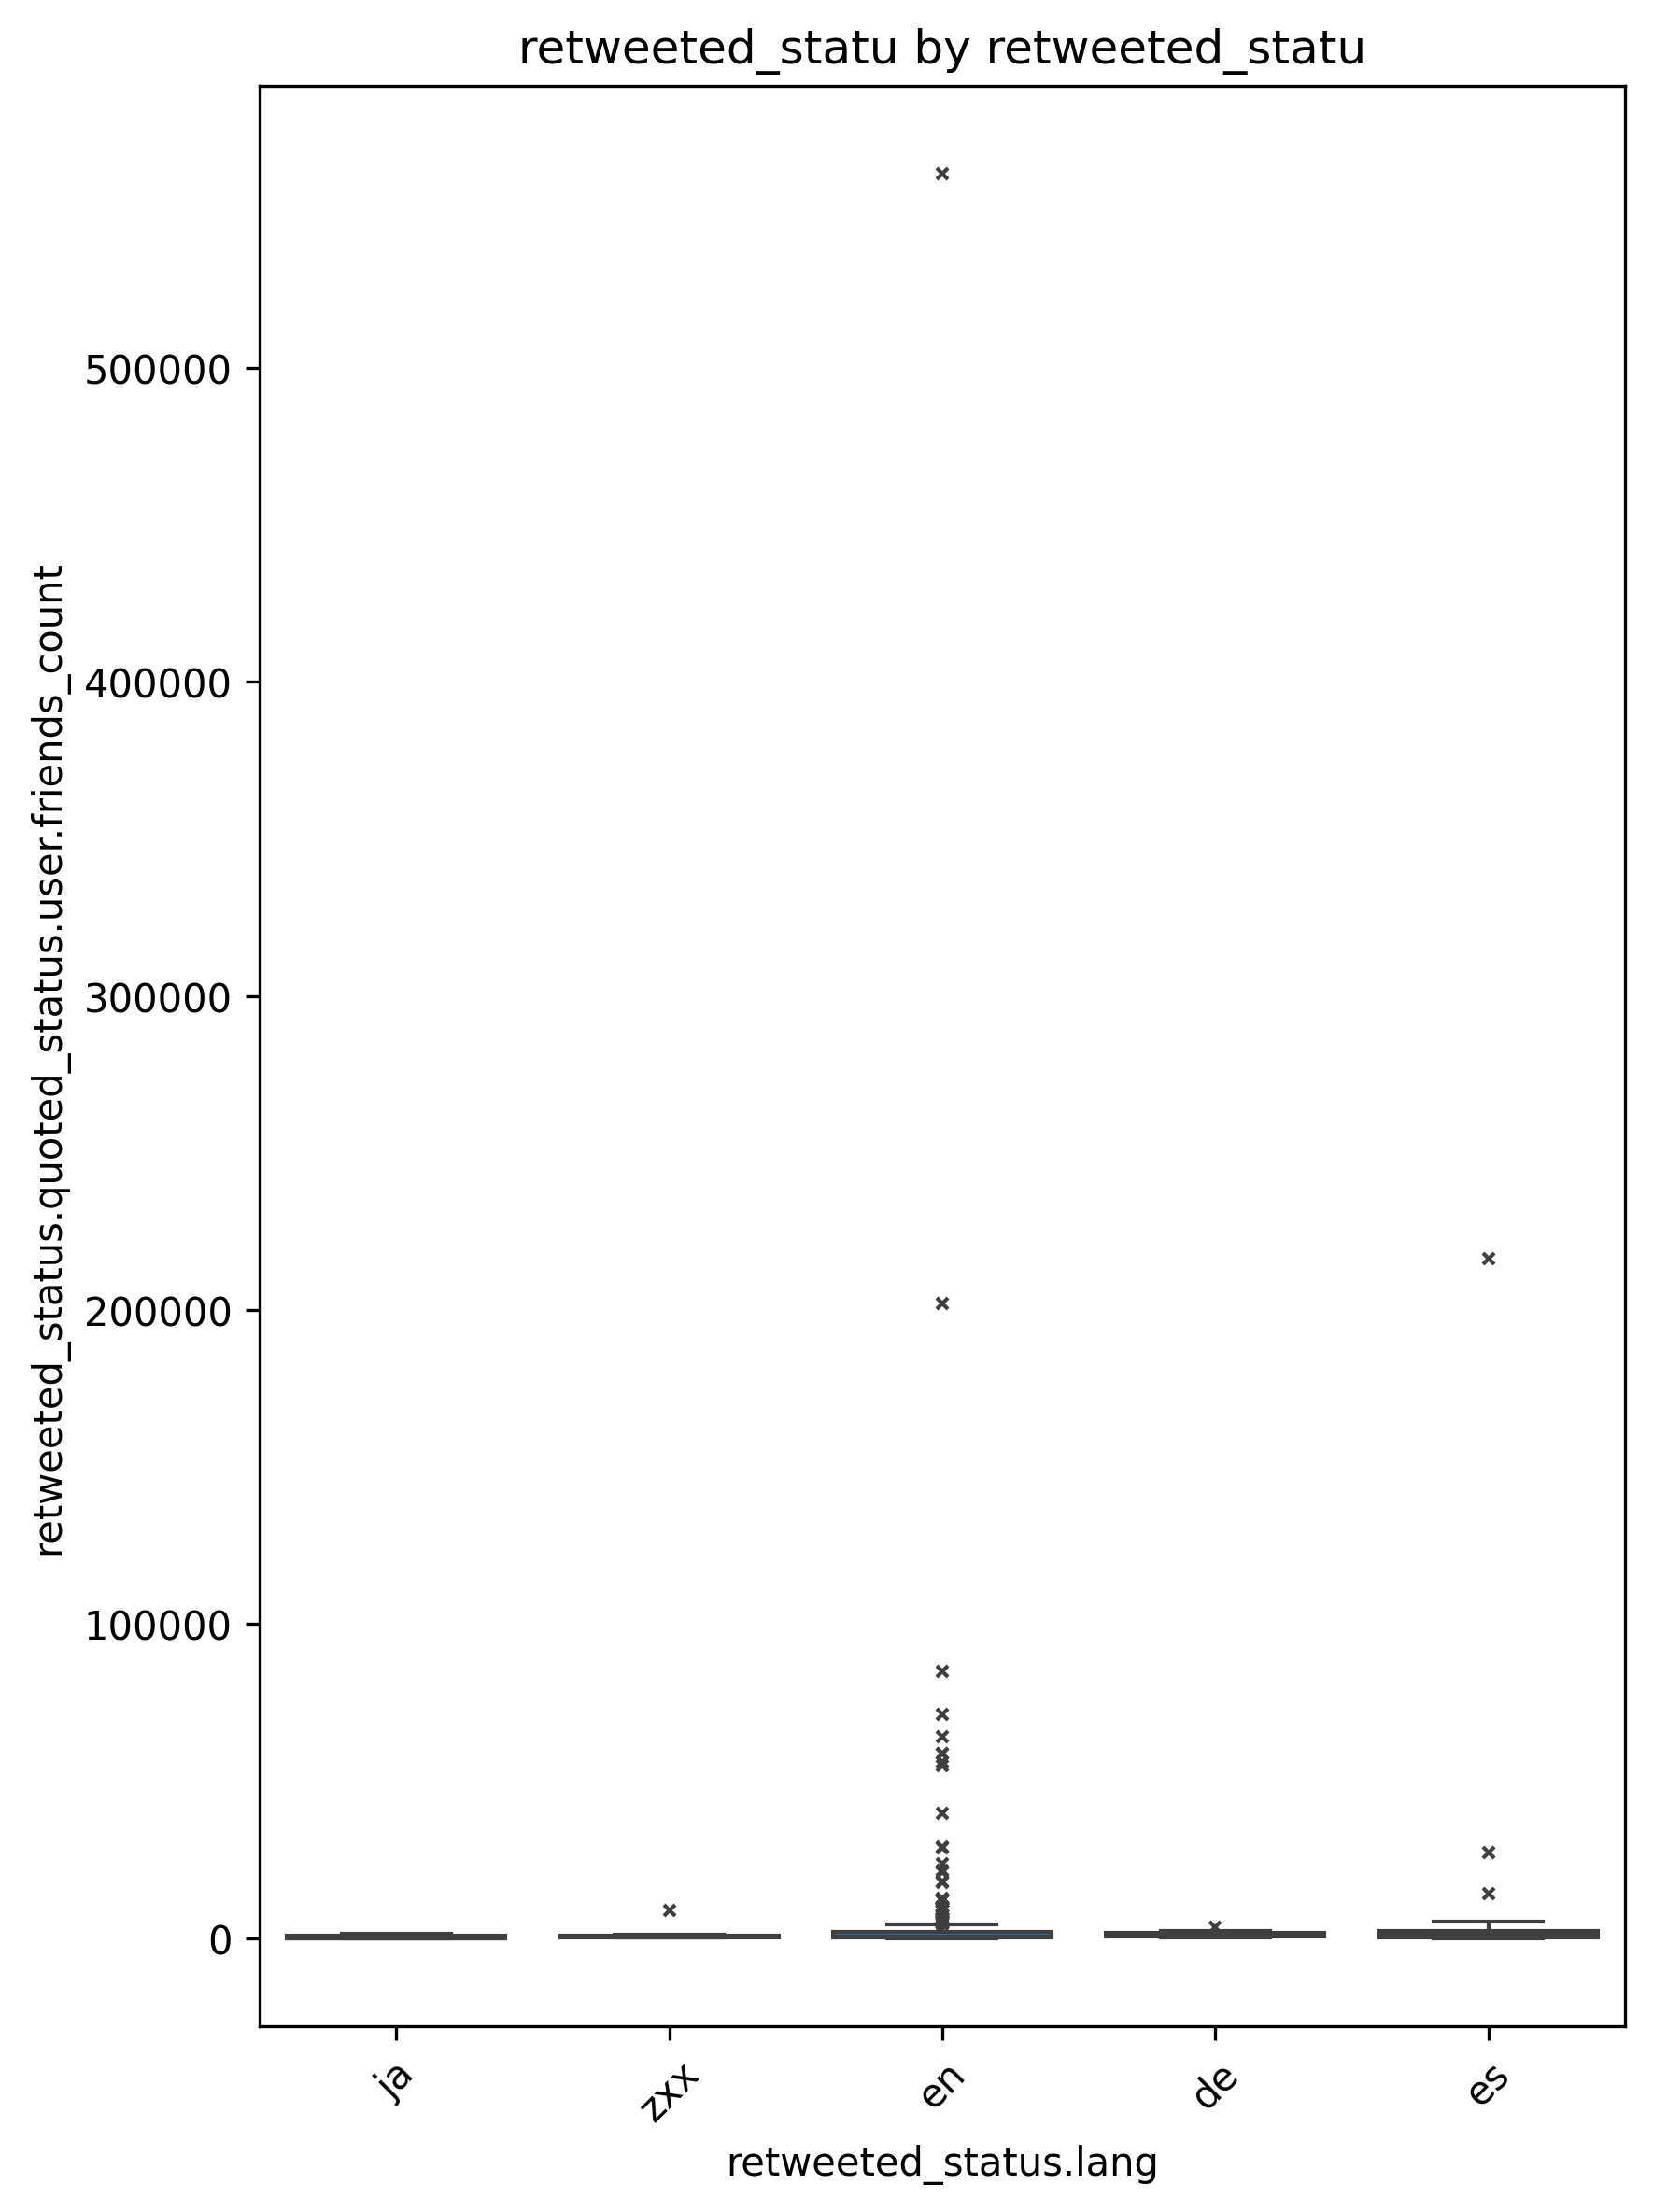 retweeted_statu by retweeted_statu
retweeted_status.quoted_status.user.friends_count
500000
400000
300000
200000
100000
0
ja
zxx
en
de
es
retweeted_status.lang